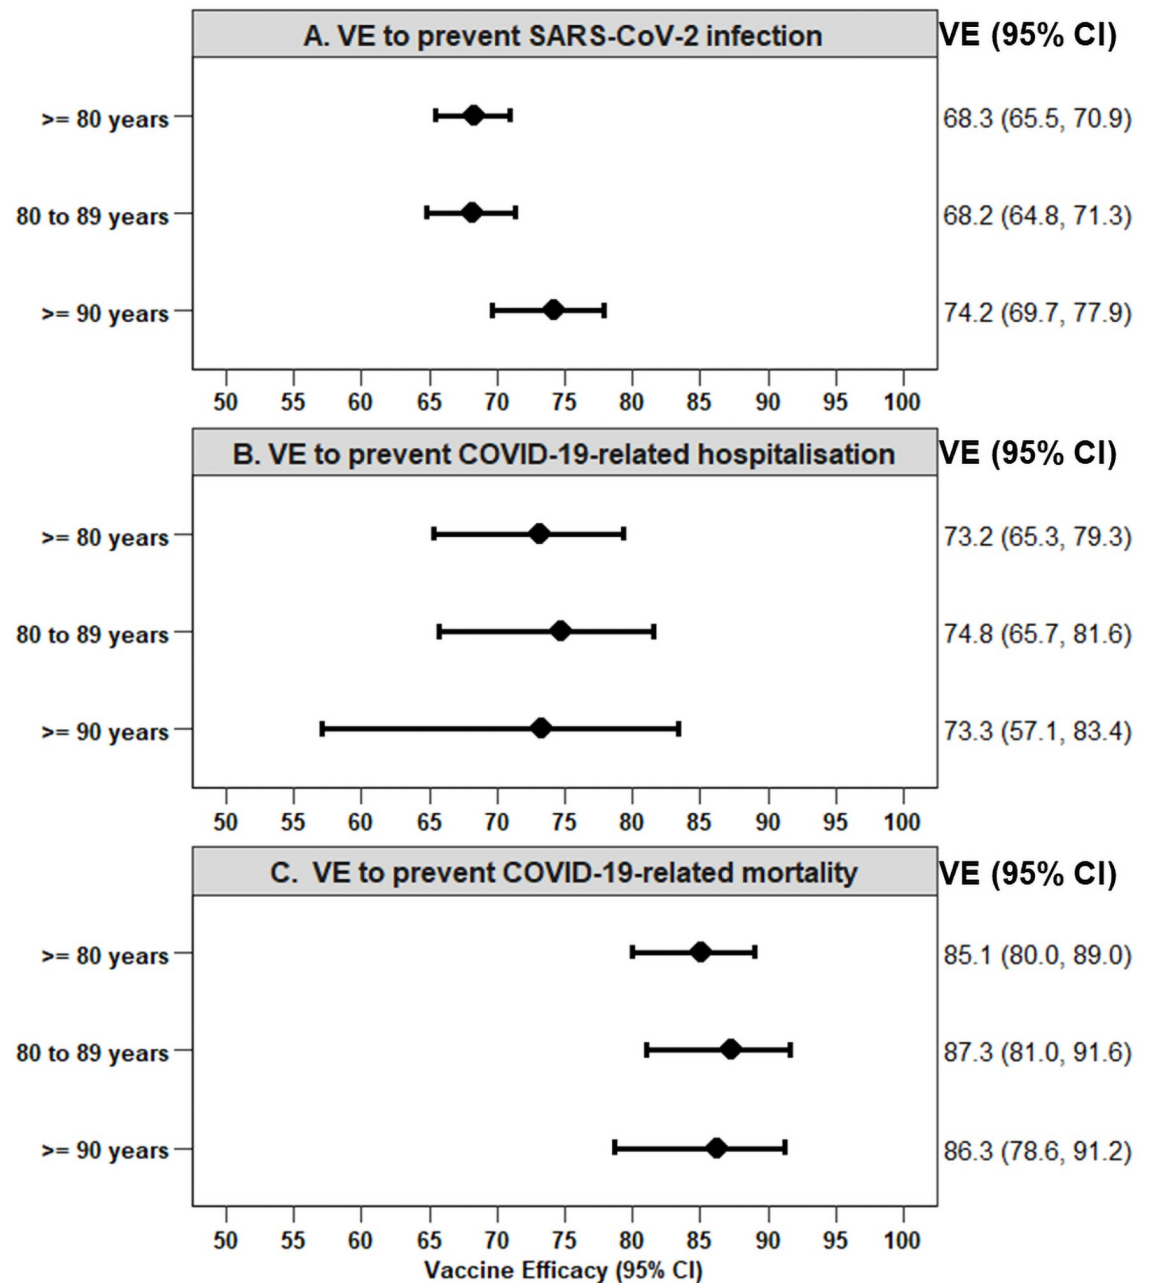 A. VE to prevent SARS-CoV-2 infection VE (95% CI)
>= 80 years 68.3 (65.5, 70.9)
80 to 89 years 68.2 (64.8, 71.3)
>= 90 years 74.2 (69.7, 77.9)
50 55 60 65 70 75 80 85 90 95 100
B. VE to prevent COVID-19-related hospitalisation VE (95% CI)
>= 80 years 73.2 (65.3, 79.3)
80 to 89 years 74.8 (65.7, 81.6)
>= 90 years 73.3 (57.1, 83.4)
50 55 60 65 70 75 80 85 90 95 100
C. VE to prevent COVID-19-related mortality VE (95% CI)
>= 80 years 85.1 (80.0, 89.0)
80 to 89 years 87.3 (81.0, 91.6)
>= 90 years 86.3 (78.6, 91.2)
50 55 60 65 70 75 80 85 90 95 100
Vaccine Efficacy (95% CI)